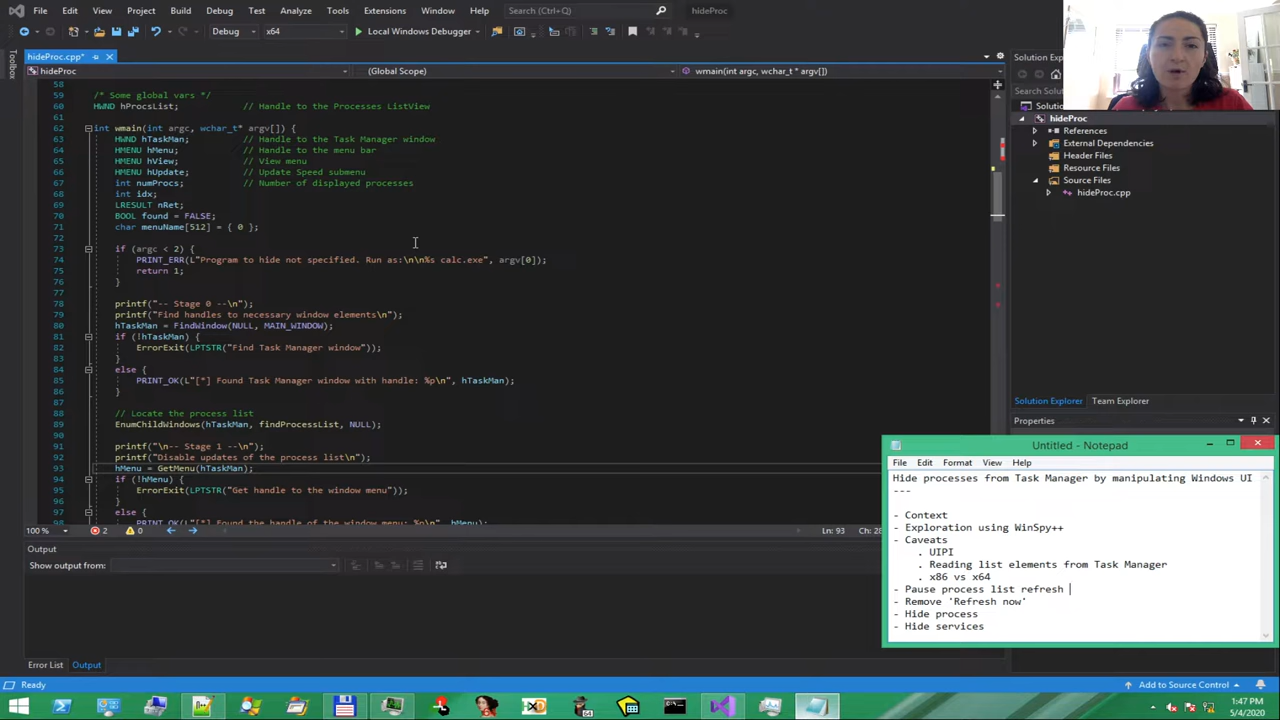 File Edit View Project Build Debug Test Analyze Tools Extensions Window Help Search (Ctrl+Q) hideProc
Debug x64 Local Windows Debugger
Toolbox
hideProc.cpp*
hideProc (Global Scope) wmain(int argc, wchar_t * argv[])
58
59 /* Some global vars */
60 HWND hProcsList; // Handle to the Processes ListView
61
62 int wmain(int argc, wchar_t* argv[]) {
63 HWND hTaskMan; // Handle to the Task Manager window
64 HMENU hMenu; // Handle to the menu bar
65 HMENU hView; // View menu
66 HMENU hUpdate; // Update Speed submenu
67 int numProcs; // Number of displayed processes
68 int idx;
69 LRESULT nRet;
70 BOOL found = FALSE;
71 char menuName[512] = { 0 };
72
73 if (argc < 2) {
74 PRINT_ERR(L"Program to hide not specified. Run as:\n\n%s calc.exe", argv[0]);
75 return 1;
76 }
77
78 printf("-- Stage 0 --\n");
79 printf("Find handles to necessary window elements\n");
80 hTaskMan = FindWindow(NULL, MAIN_WINDOW);
81 if (!hTaskMan) {
82 ErrorExit(LPTSTR("Find Task Manager window"));
83 }
84 else {
85 PRINT_OK(L"[*] Found Task Manager window with handle: %p\n", hTaskMan);
86 }
87
88 // Locate the process list
89 EnumChildWindows(hTaskMan, findProcessList, NULL);
90
91 printf("\n-- Stage 1 --\n");
92 printf("Disable updates of the process list\n");
93 hMenu = GetMenu(hTaskMan);
94 if (!hMenu) {
95 ErrorExit(LPTSTR("Get handle to the window menu"));
96 }
97 else {
98 PRINT_OK(L"[*] Found the handle of the window menu: %p\n", hMenu);
100 % 2 0 Ln: 93 Ch: 28
Output
Show output from:
Error List Output
Ready Add to Source Control
Solution Explorer
Search Solution
Solution
hideProc
References
External Dependencies
Header Files
Resource Files
Source Files
hideProc.cpp
Solution Explorer Team Explorer
Properties
Untitled - Notepad
File Edit Format View Help
Hide processes from Task Manager by manipulating Windows UI
---
- Context
- Exploration using WinSpy++
- Caveats
. UIPI
. Reading list elements from Task Manager
. x86 vs x64
- Pause process list refresh
- Remove 'Refresh now'
- Hide process
- Hide services
1:47 PM
5/4/2020